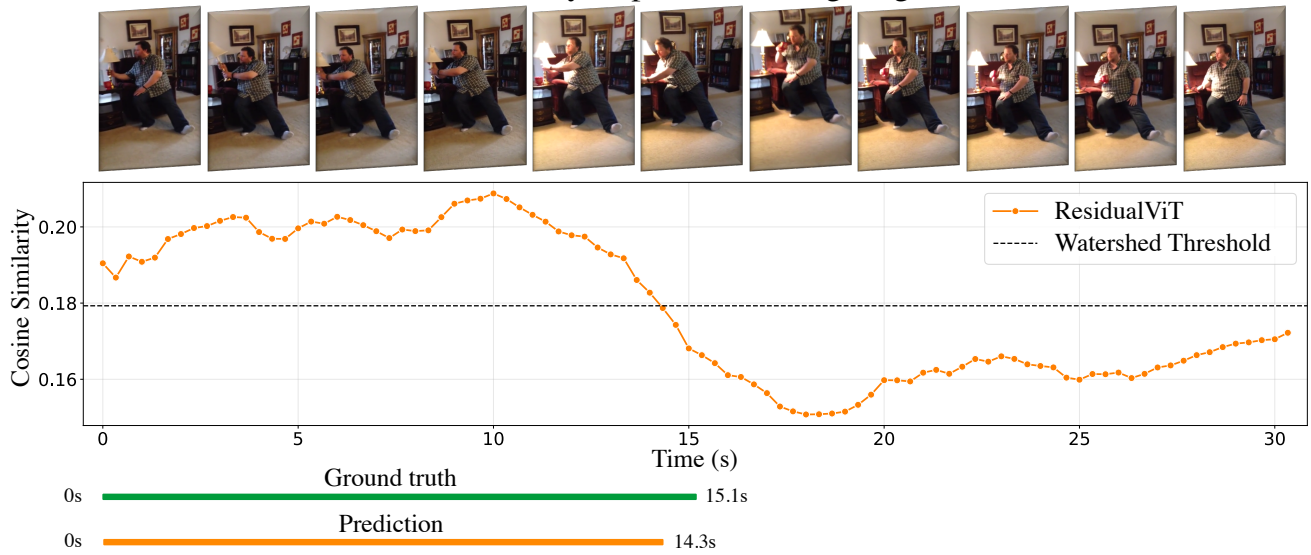 0.20
0.18
0.16
Cosine Similarity
ResidualViT
Watershed Threshold
0 5 10 15 20 25 30
Time (s)
Ground truth
0s 15.1s
Prediction
0s 14.3s